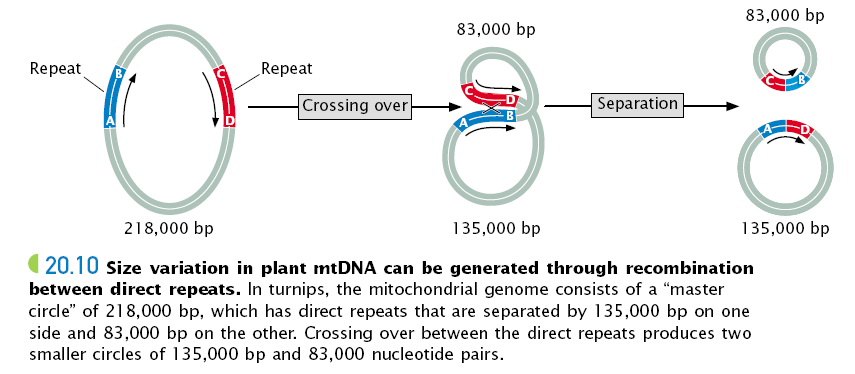 83,000 bp
83,000 bp
Repeat
B
C
Repeat
A
D
Crossing over
C
D
A
B
Separation
C
B
A
D
218,000 bp
135,000 bp
135,000 bp
20.10 Size variation in plant mtDNA can be generated through recombination
between direct repeats. In turnips, the mitochondrial genome consists of a “master
circle” of 218,000 bp, which has direct repeats that are separated by 135,000 bp on one
side and 83,000 bp on the other. Crossing over between the direct repeats produces two
smaller circles of 135,000 bp and 83,000 nucleotide pairs.